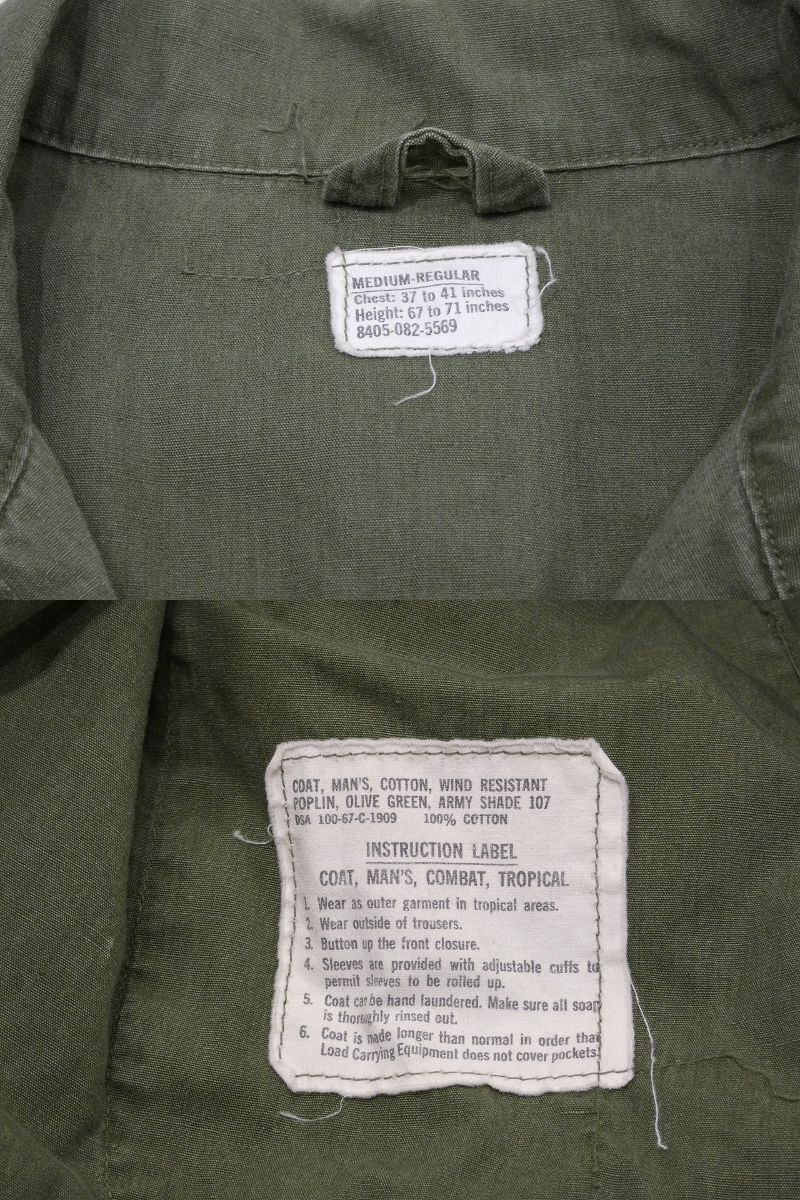 MEDIUM-REGULAR
Chest: 37 to 41 inches
Height: 67 to 71 inches
8405-082-5569
COAT, MAN'S, COTTON, WIND RESISTANT
POPLIN, OLIVE GREEN, ARMY SHADE 107
DSA 100-67-C-1909 100% COTTON
INSTRUCTION LABEL
COAT, MAN'S, COMBAT, TROPICAL
1. Wear as outer garment in tropical areas.
2. Wear outside of trousers.
3. Button up the front closure.
4. Sleeves are provided with adjustable cuffs to
permit sleeves to be rolled up.
5. Coat can be hand laundered. Make sure all soap
is thoroughly rinsed out.
6. Coat is made longer than normal in order that
Load Carrying Equipment does not cover pockets.